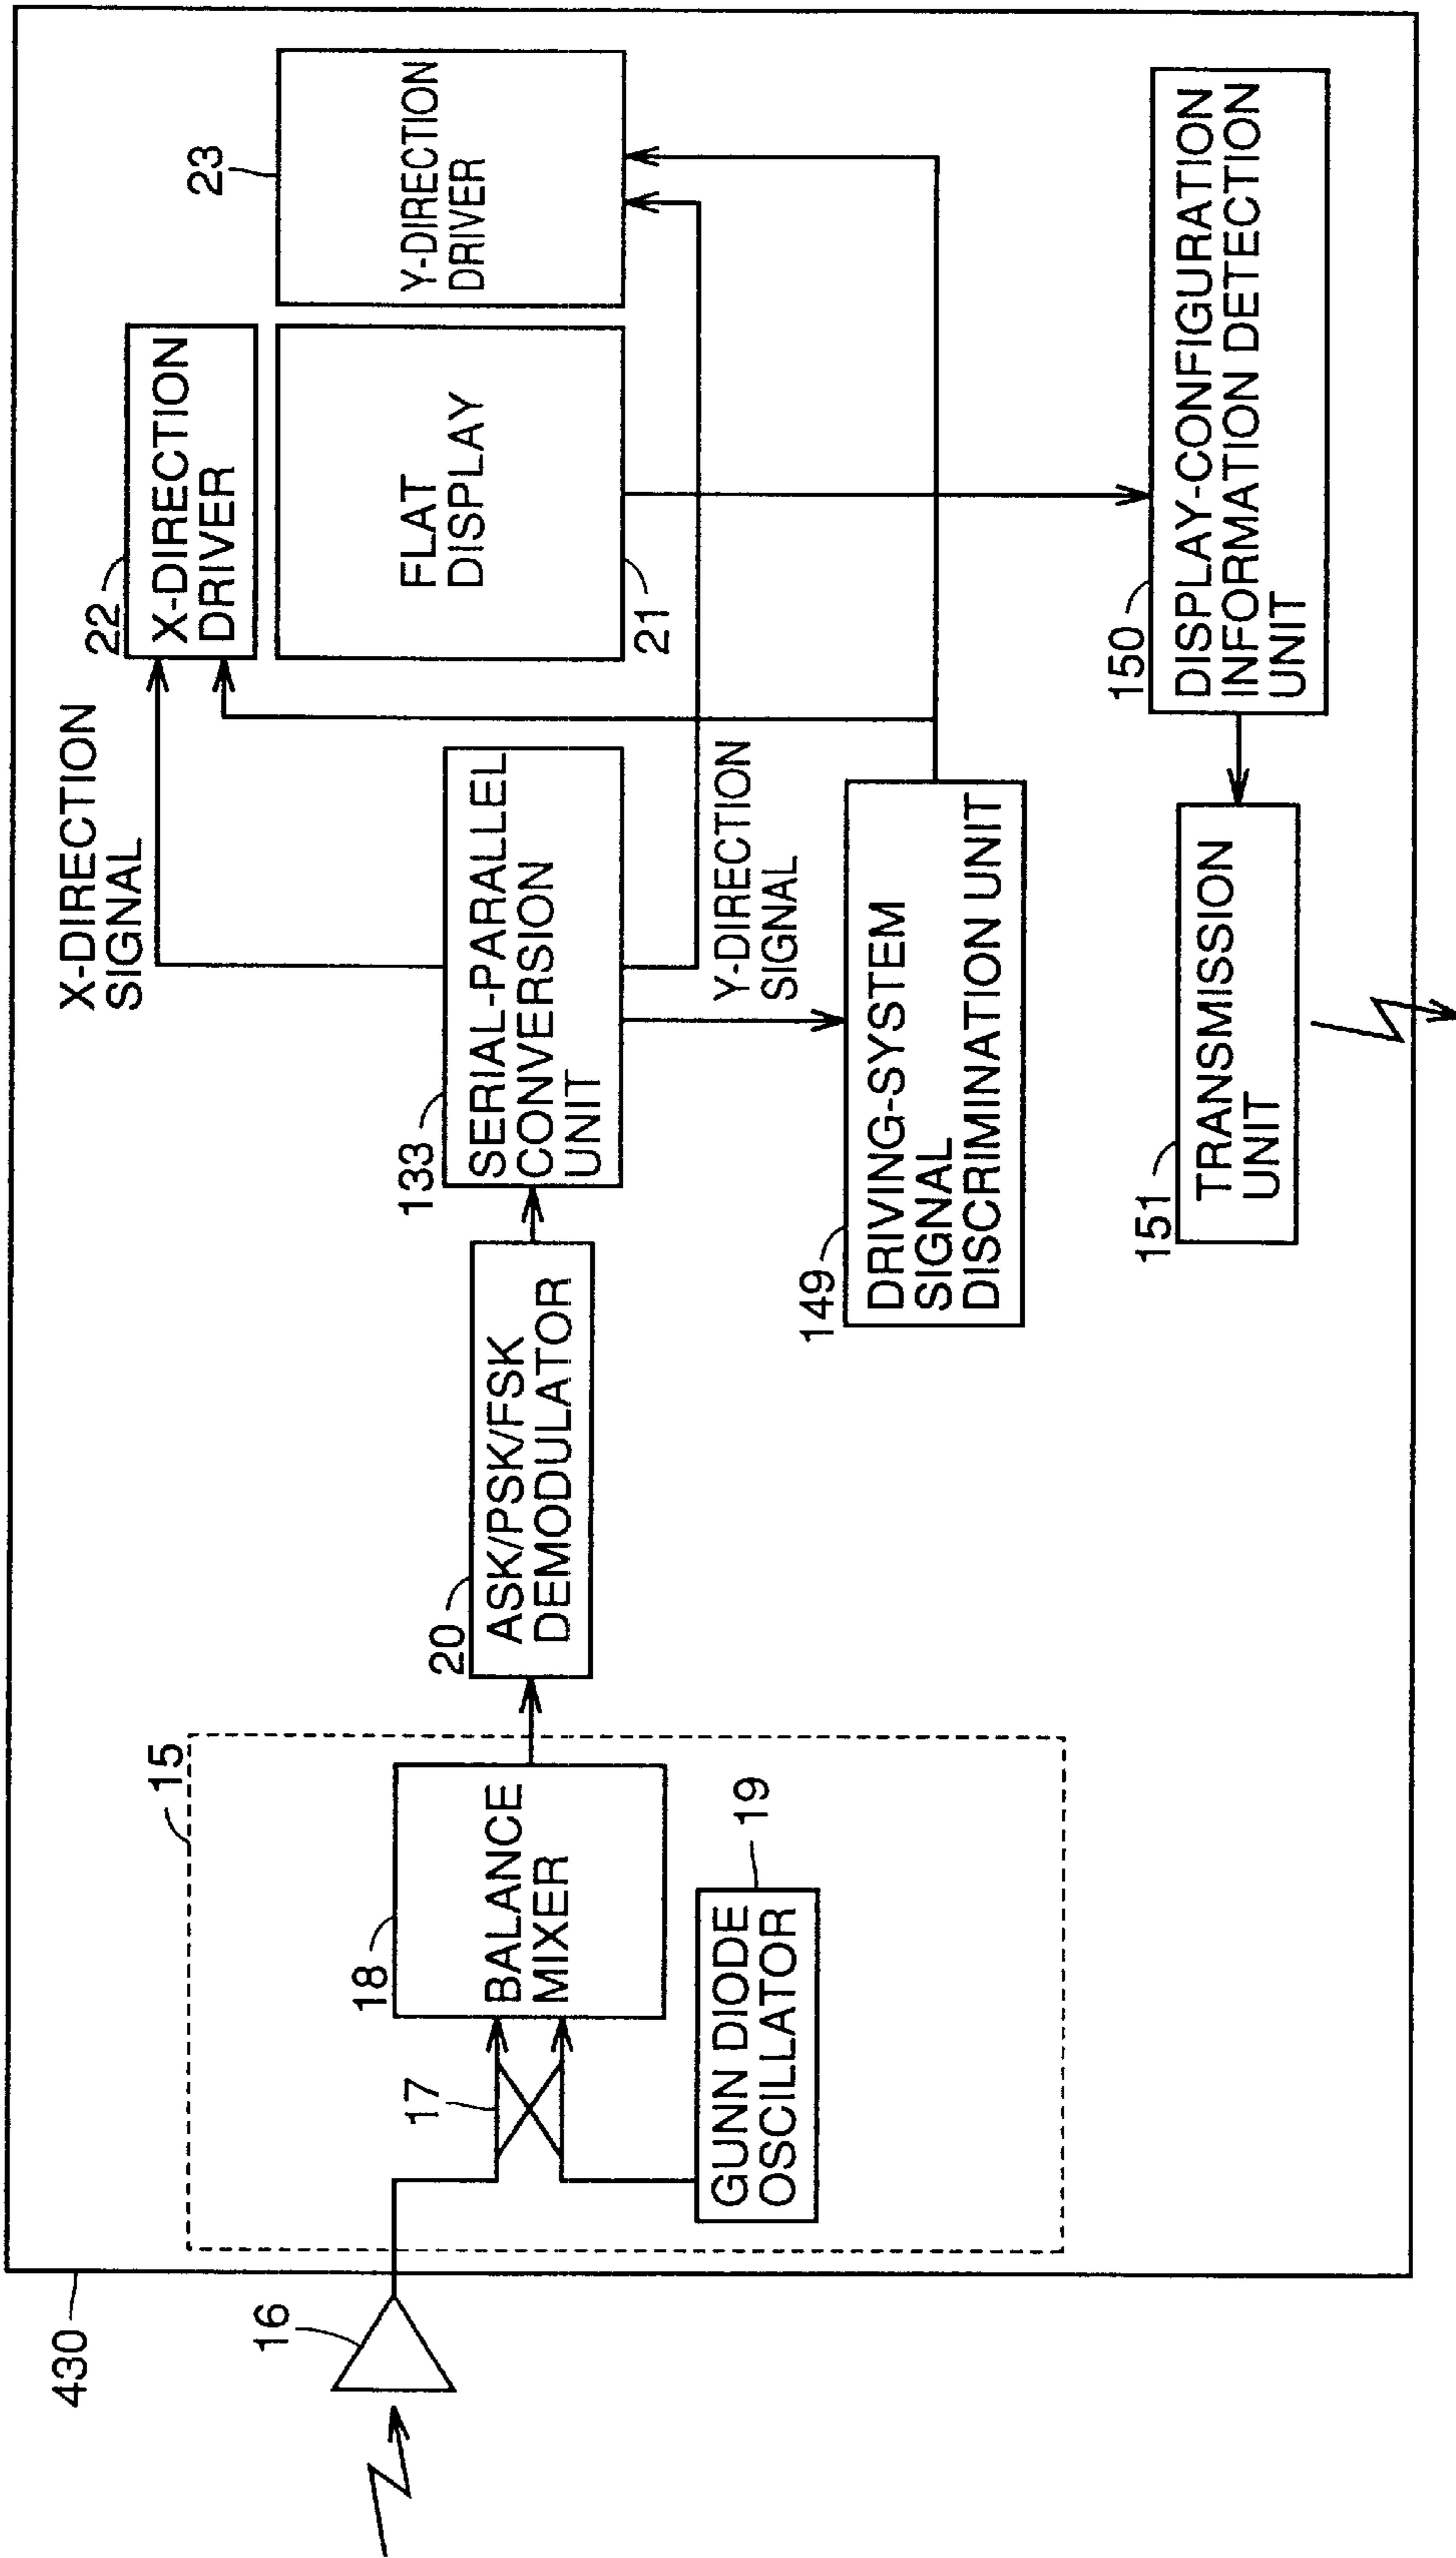 430
16
15
17
18
BALANCE
MIXER
19
GUNN DIODE
OSCILLATOR
20
ASK/PSK/FSK
DEMODULATOR
133
SERIAL-PARALLEL
CONVERSION
UNIT
X-DIRECTION
SIGNAL
Y-DIRECTION
SIGNAL
22
X-DIRECTION
DRIVER
FLAT
DISPLAY
21
23
Y-DIRECTION
DRIVER
149
DRIVING-SYSTEM
SIGNAL
DISCRIMINATION UNIT
150
DISPLAY-CONFIGURATION
INFORMATION DETECTION
UNIT
151
TRANSMISSION
UNIT